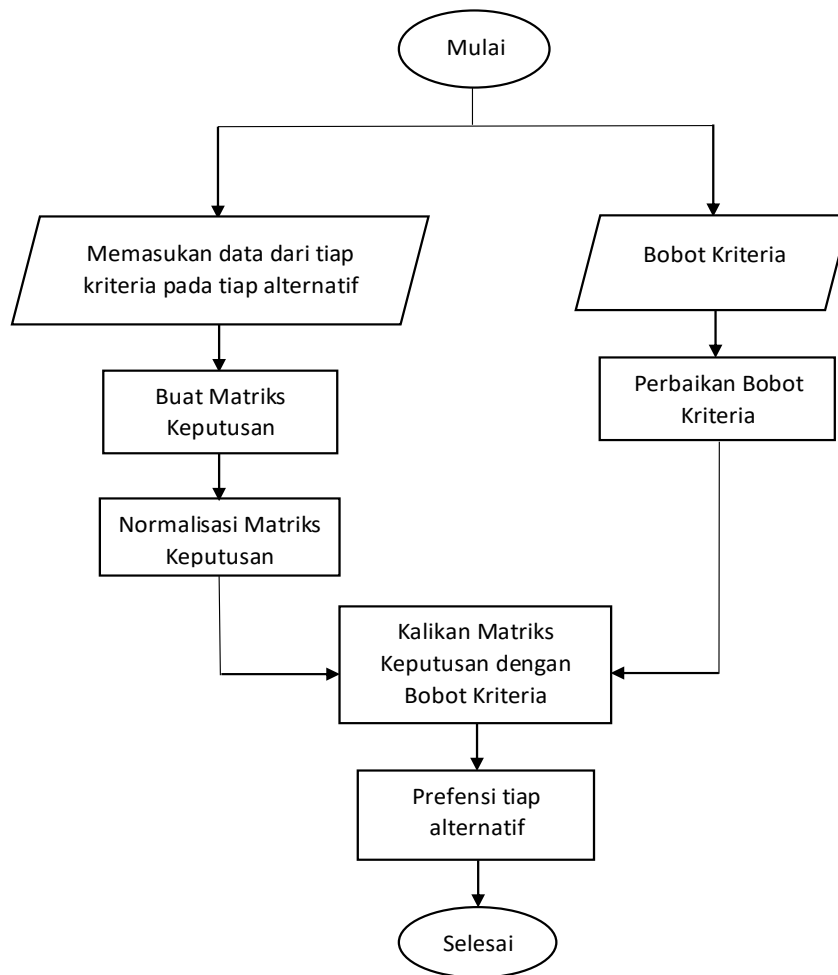 Mulai
Memasukan data dari tiap
kriteria pada tiap alternatif
Bobot Kriteria
Buat Matriks
Keputusan
Perbaikan Bobot
Kriteria
Normalisasi Matriks
Keputusan
Kalikan Matriks
Keputusan dengan
Bobot Kriteria
Prefensi tiap
alternatif
Selesai